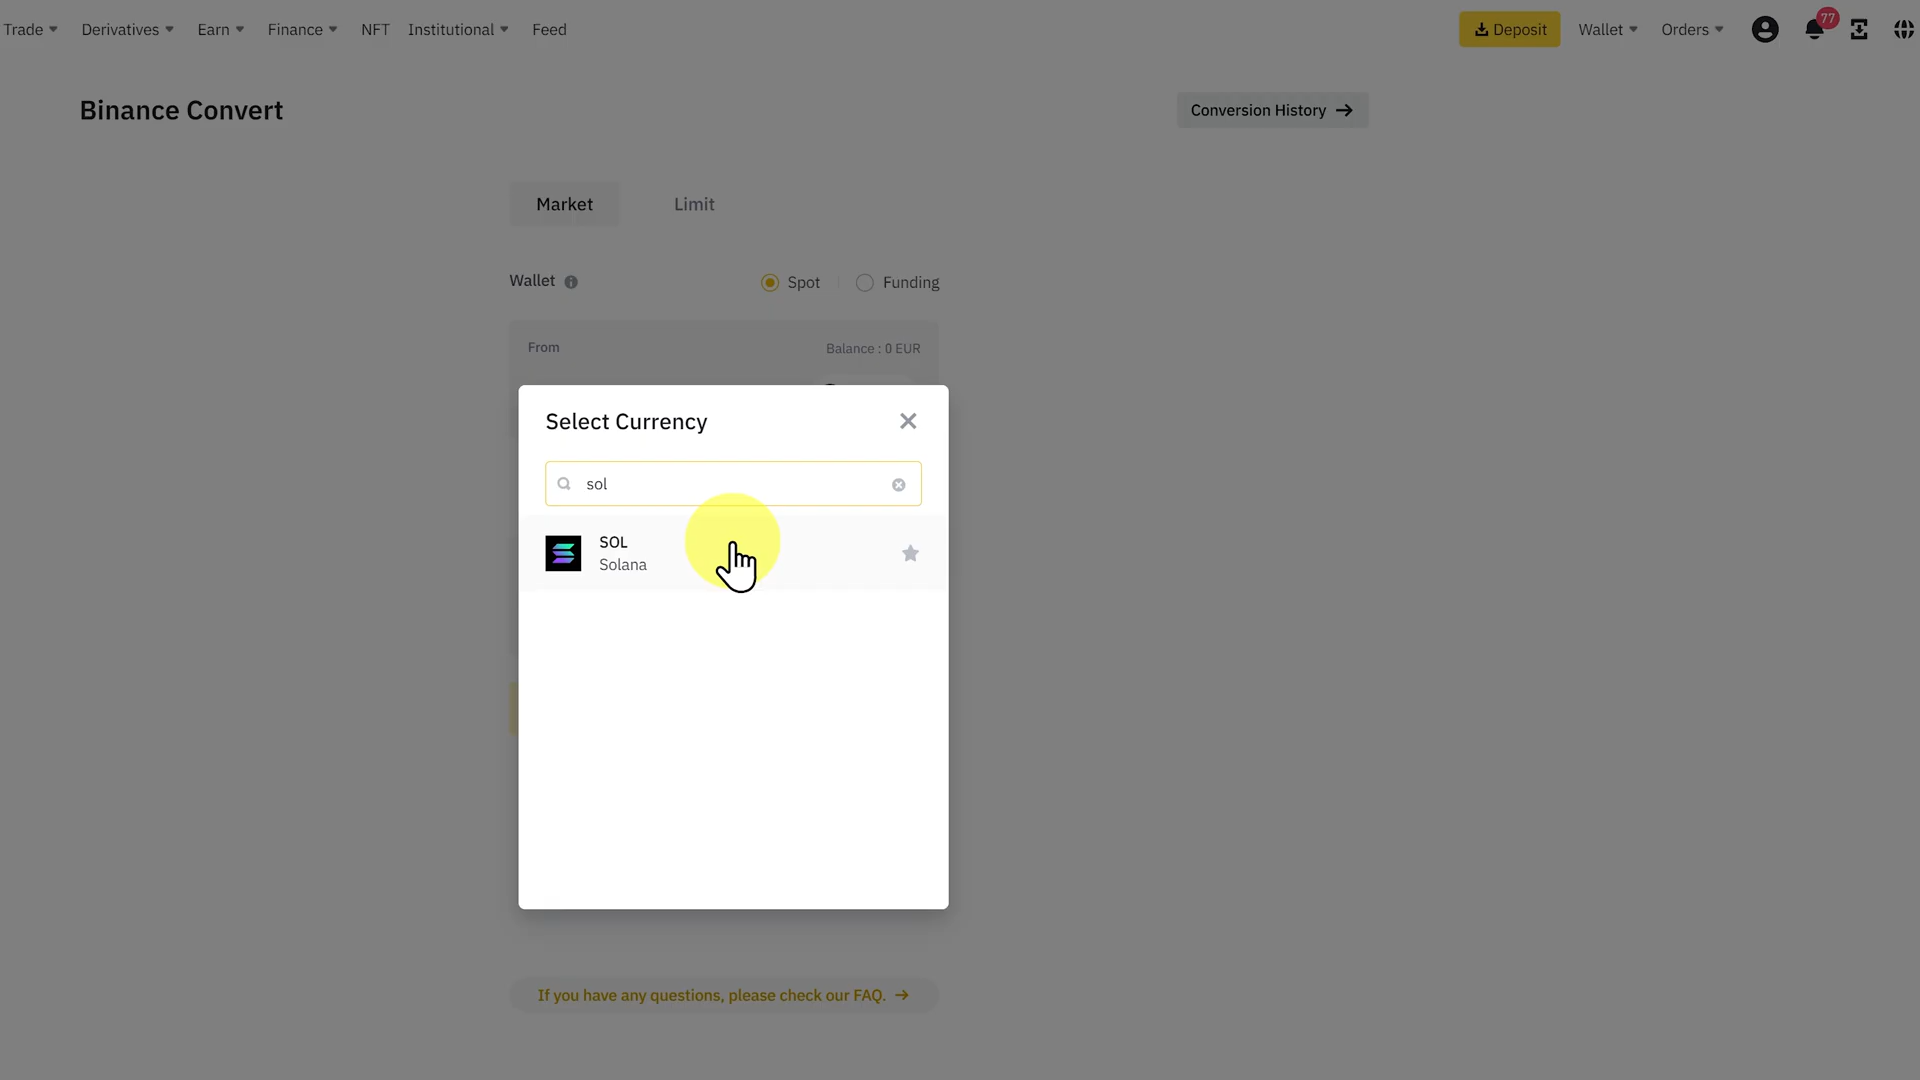 Trade Derivatives Earn Finance NFT Institutional Feed Deposit Wallet Orders 77
Binance Convert
Conversion History
Market Limit
Wallet Spot Funding
From Balance : 0 EUR
Select Currency
sol
SOL
Solana
If you have any questions, please check our FAQ.